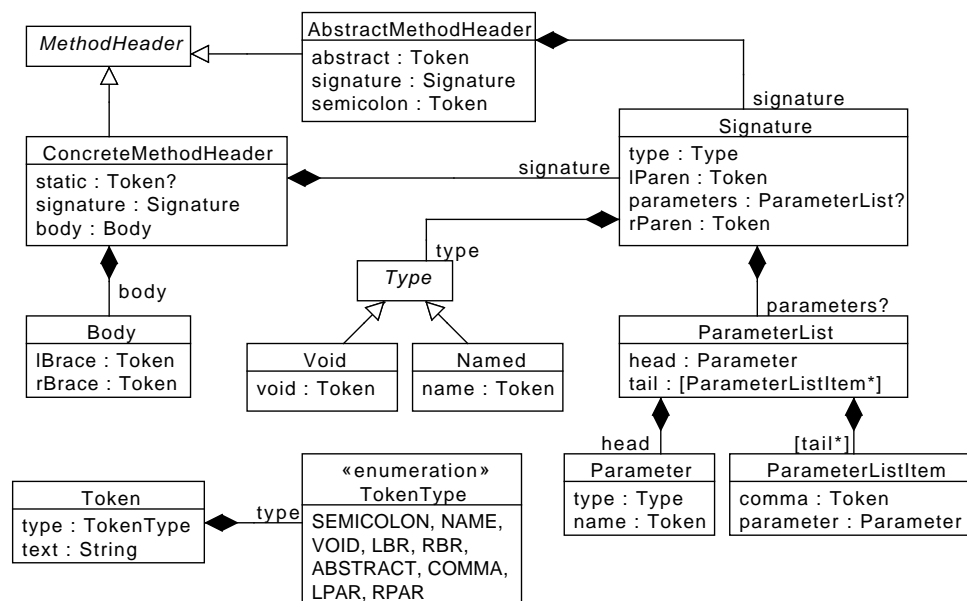 MethodHeader
AbstractMethodHeader
abstract : Token
signature : Signature
semicolon : Token
signature
ConcreteMethodHeader
static : Token?
signature : Signature
body : Body
signature
Signature
type : Type
lParen : Token
parameters : ParameterList?
rParen : Token
type
Type
body
Body
lBrace : Token
rBrace : Token
Void
void : Token
Named
name : Token
parameters?
ParameterList
head : Parameter
tail : [ParameterListItem*]
head
[tail*]
Parameter
type : Type
name : Token
ParameterListItem
comma : Token
parameter : Parameter
Token
type : TokenType
text : String
type
«enumeration»
TokenType
SEMICOLON, NAME,
VOID, LBR, RBR,
ABSTRACT, COMMA,
LPAR, RPAR